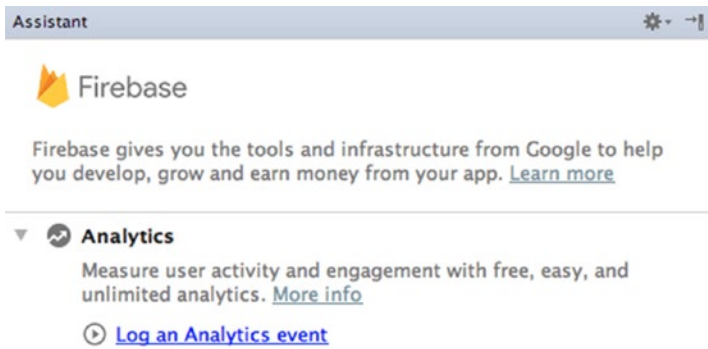 Assistant
Firebase
Firebase gives you the tools and infrastructure from Google to help
you develop, grow and earn money from your app. Learn more
Analytics
Measure user activity and engagement with free, easy, and
unlimited analytics. More info
Log an Analytics event